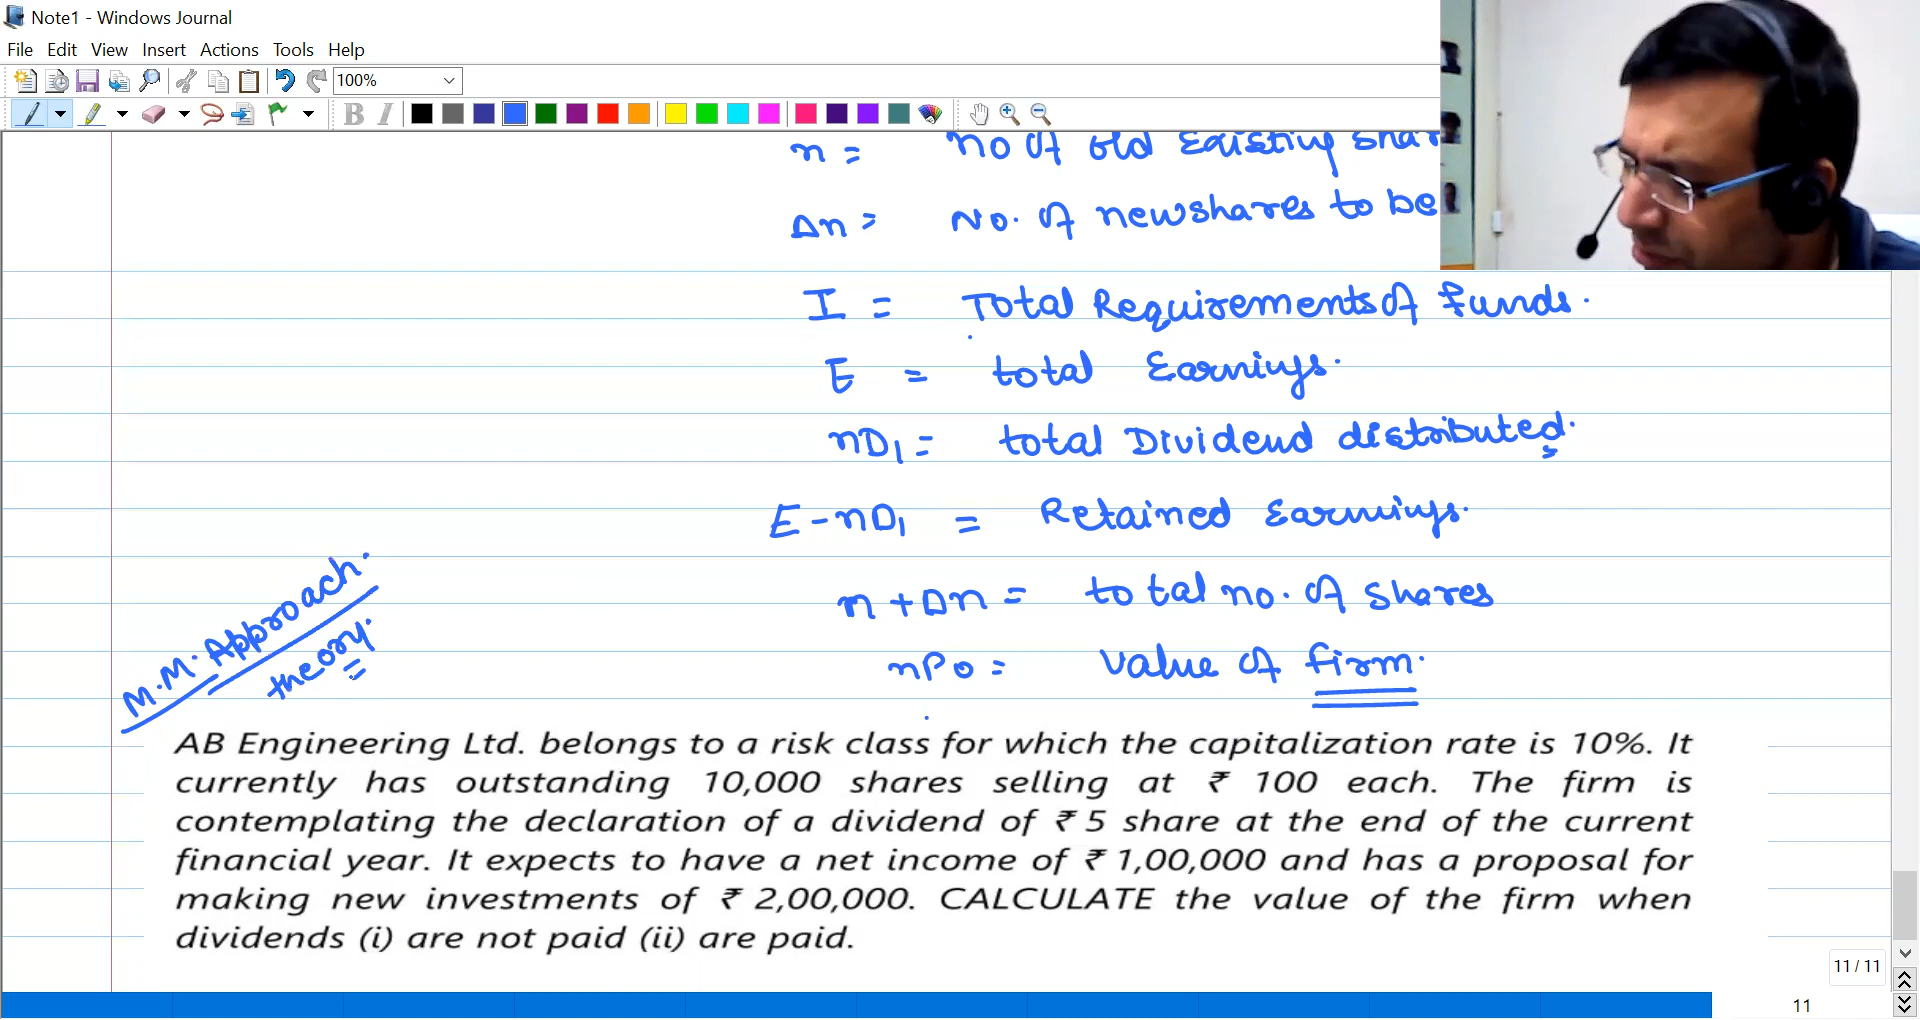 Note1 - Windows Journal
File Edit View Insert Actions Tools Help
100%
B I
n = NO of old Existing Shar
Δn = No. of new shares to be
I = Total Requirements of funds.
E = total Earnings.
nD₁ = total Dividend distributed.
E - nD₁ = Retained Earnings.
n + Δn = total no. of shares
nP₀ = Value of firm.
M.M. Approach.
theory.
AB Engineering Ltd. belongs to a risk class for which the capitalization rate is 10%. It
currently has outstanding 10,000 shares selling at ₹ 100 each. The firm is
contemplating the declaration of a dividend of ₹ 5 share at the end of the current
financial year. It expects to have a net income of ₹ 1,00,000 and has a proposal for
making new investments of ₹ 2,00,000. CALCULATE the value of the firm when
dividends (i) are not paid (ii) are paid.
11 / 11
11